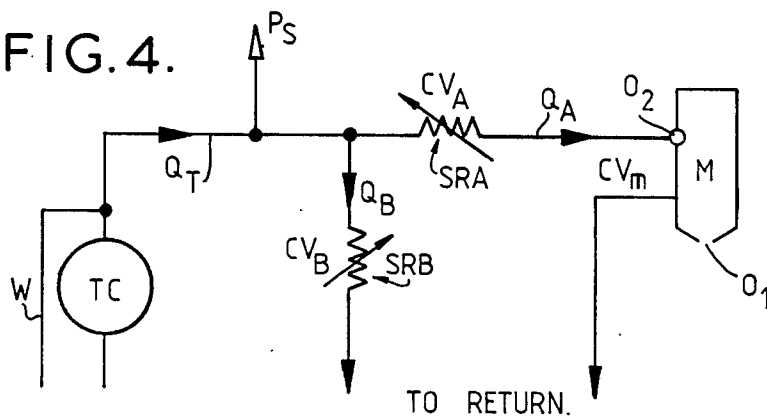 FIG. 4.
PS
CVA
QA
O2
SRA
QT
CVm
M
QB
CVB
SRB
O1
W
TC
TO RETURN.